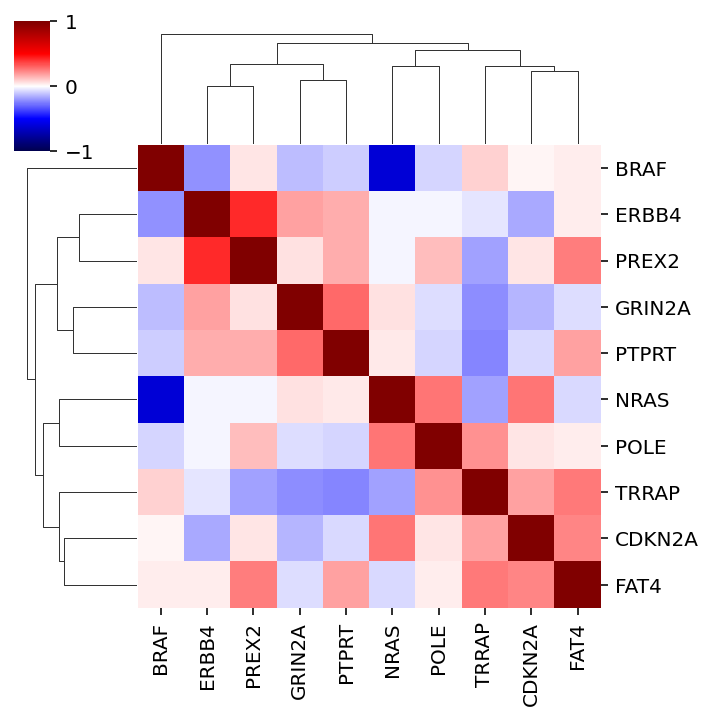 1
0
−1
BRAF
ERBB4
PREX2
GRIN2A
PTPRT
NRAS
POLE
TRRAP
CDKN2A
FAT4
BRAF
ERBB4
PREX2
GRIN2A
PTPRT
NRAS
POLE
TRRAP
CDKN2A
FAT4